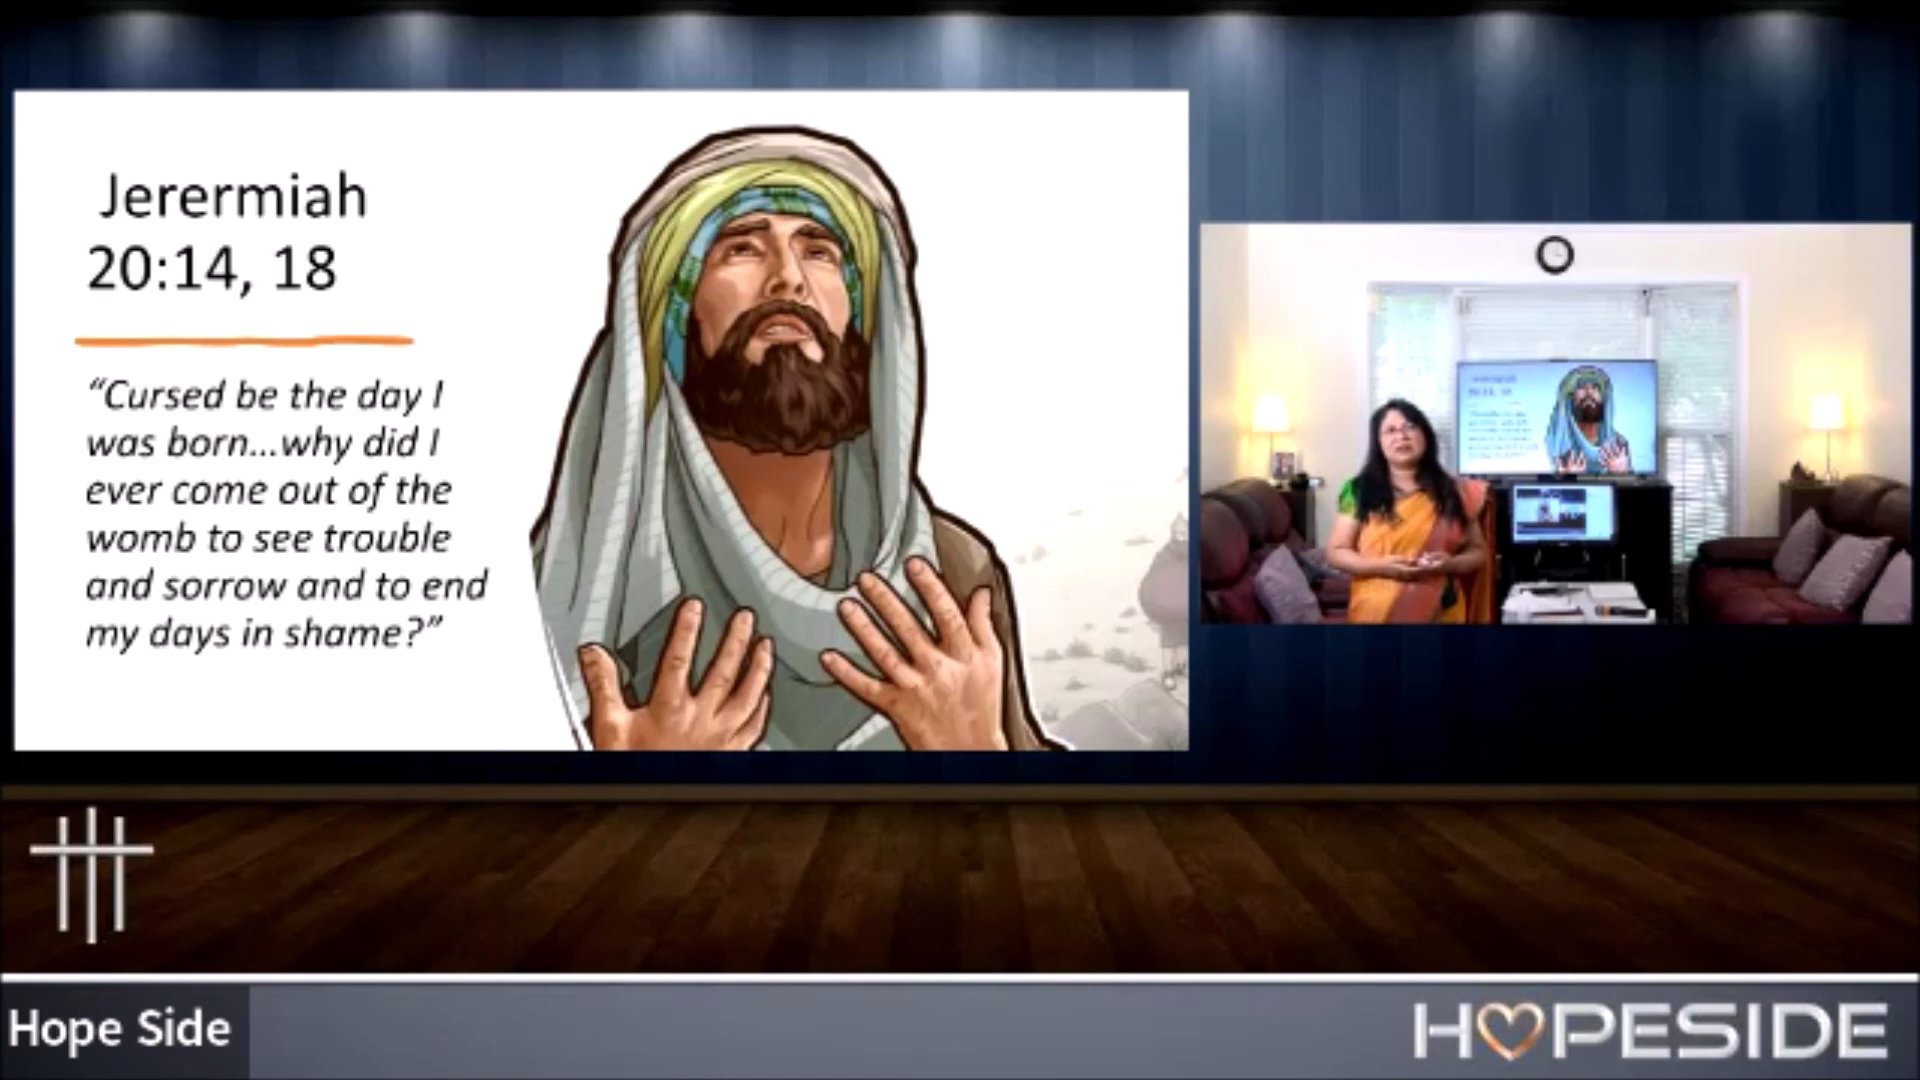 Jerermiah
20:14, 18
“Cursed be the day I
was born...why did I
ever come out of the
womb to see trouble
and sorrow and to end
my days in shame?”
Hope Side
HOPESIDE